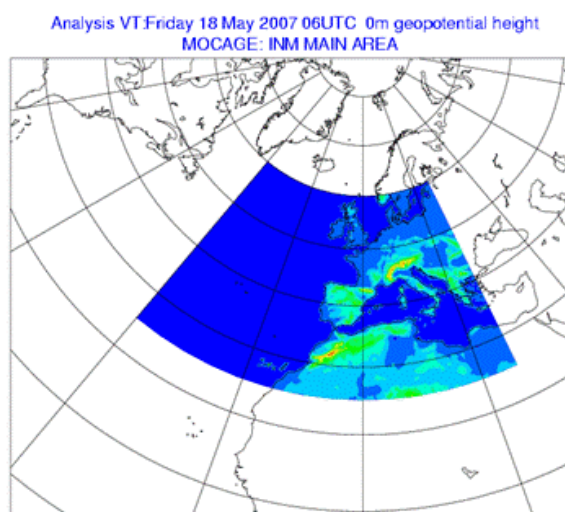 Analysis VT:Friday 18 May 2007 06UTC 0m geopotential height
MOCAGE: INM MAIN AREA